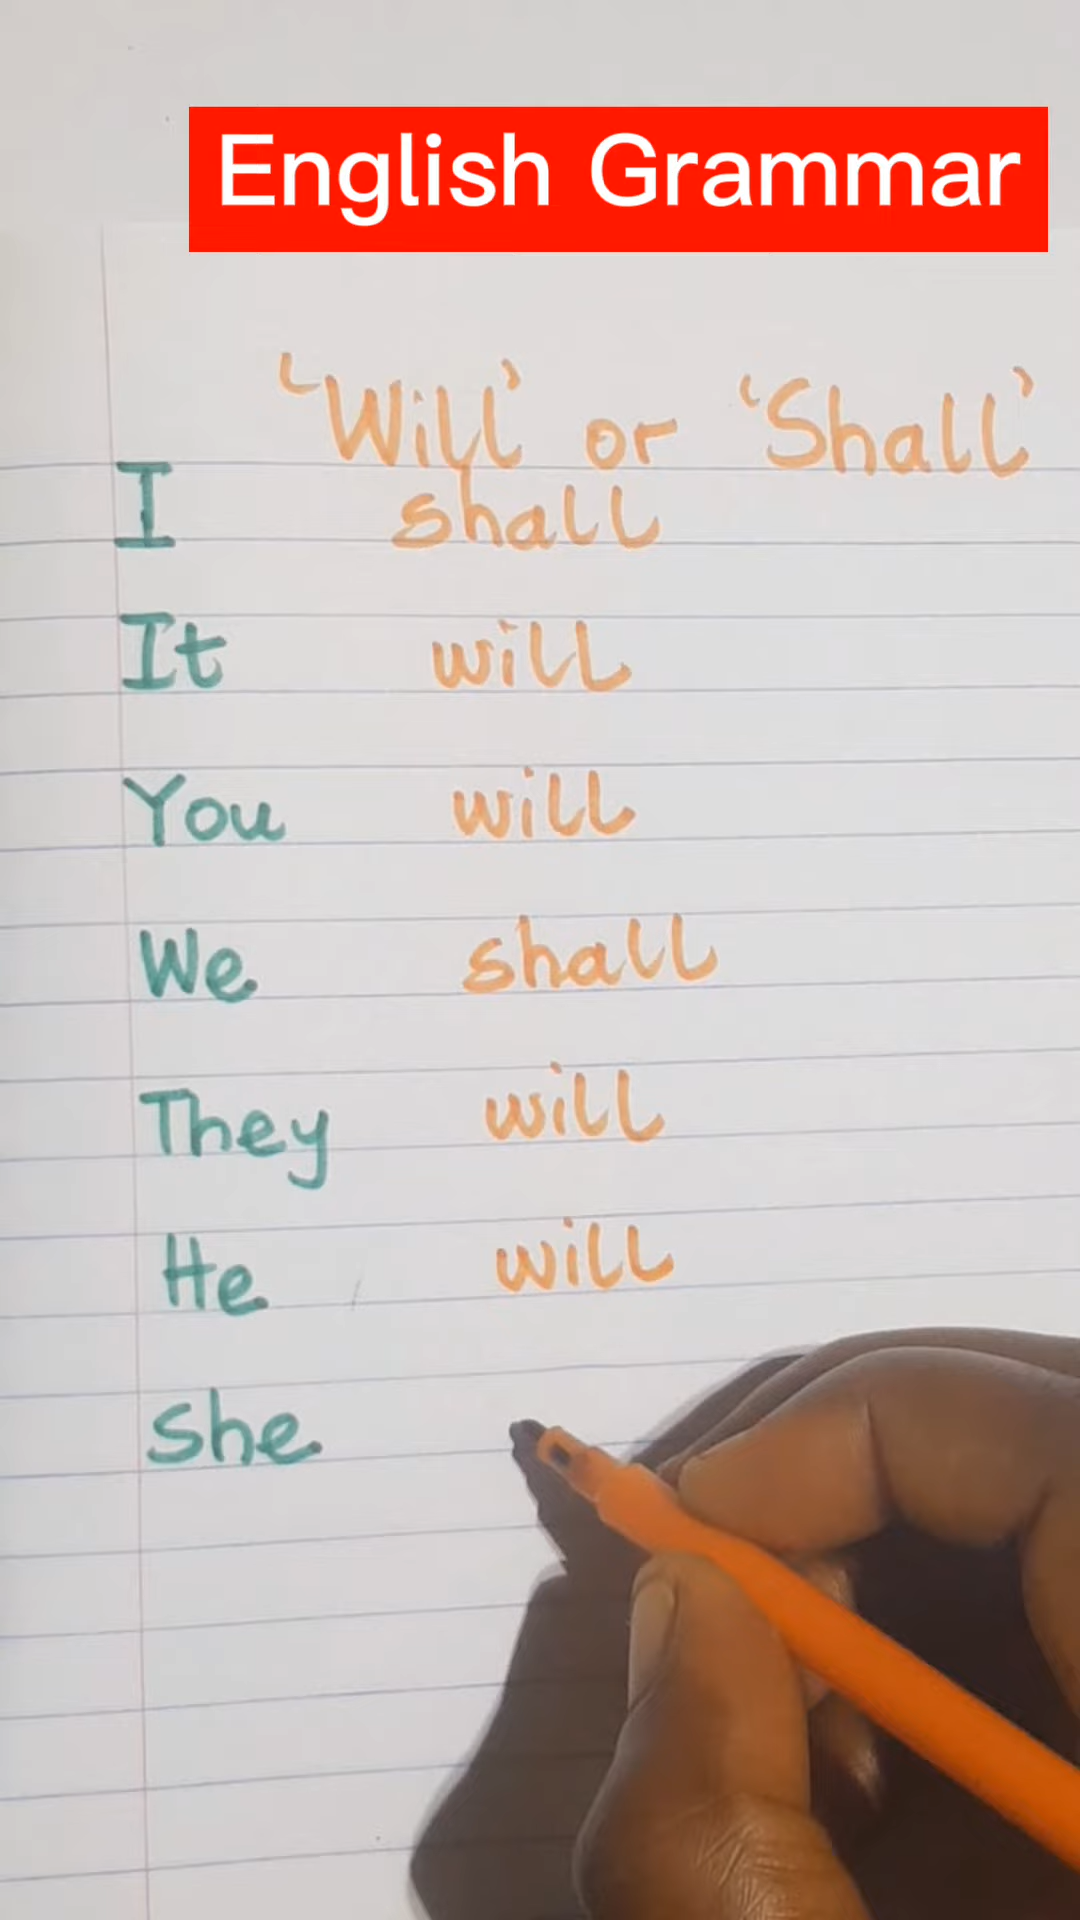 English Grammar
'Will' or 'Shall'
I shall
It will
You will
We shall
They will
He will
She